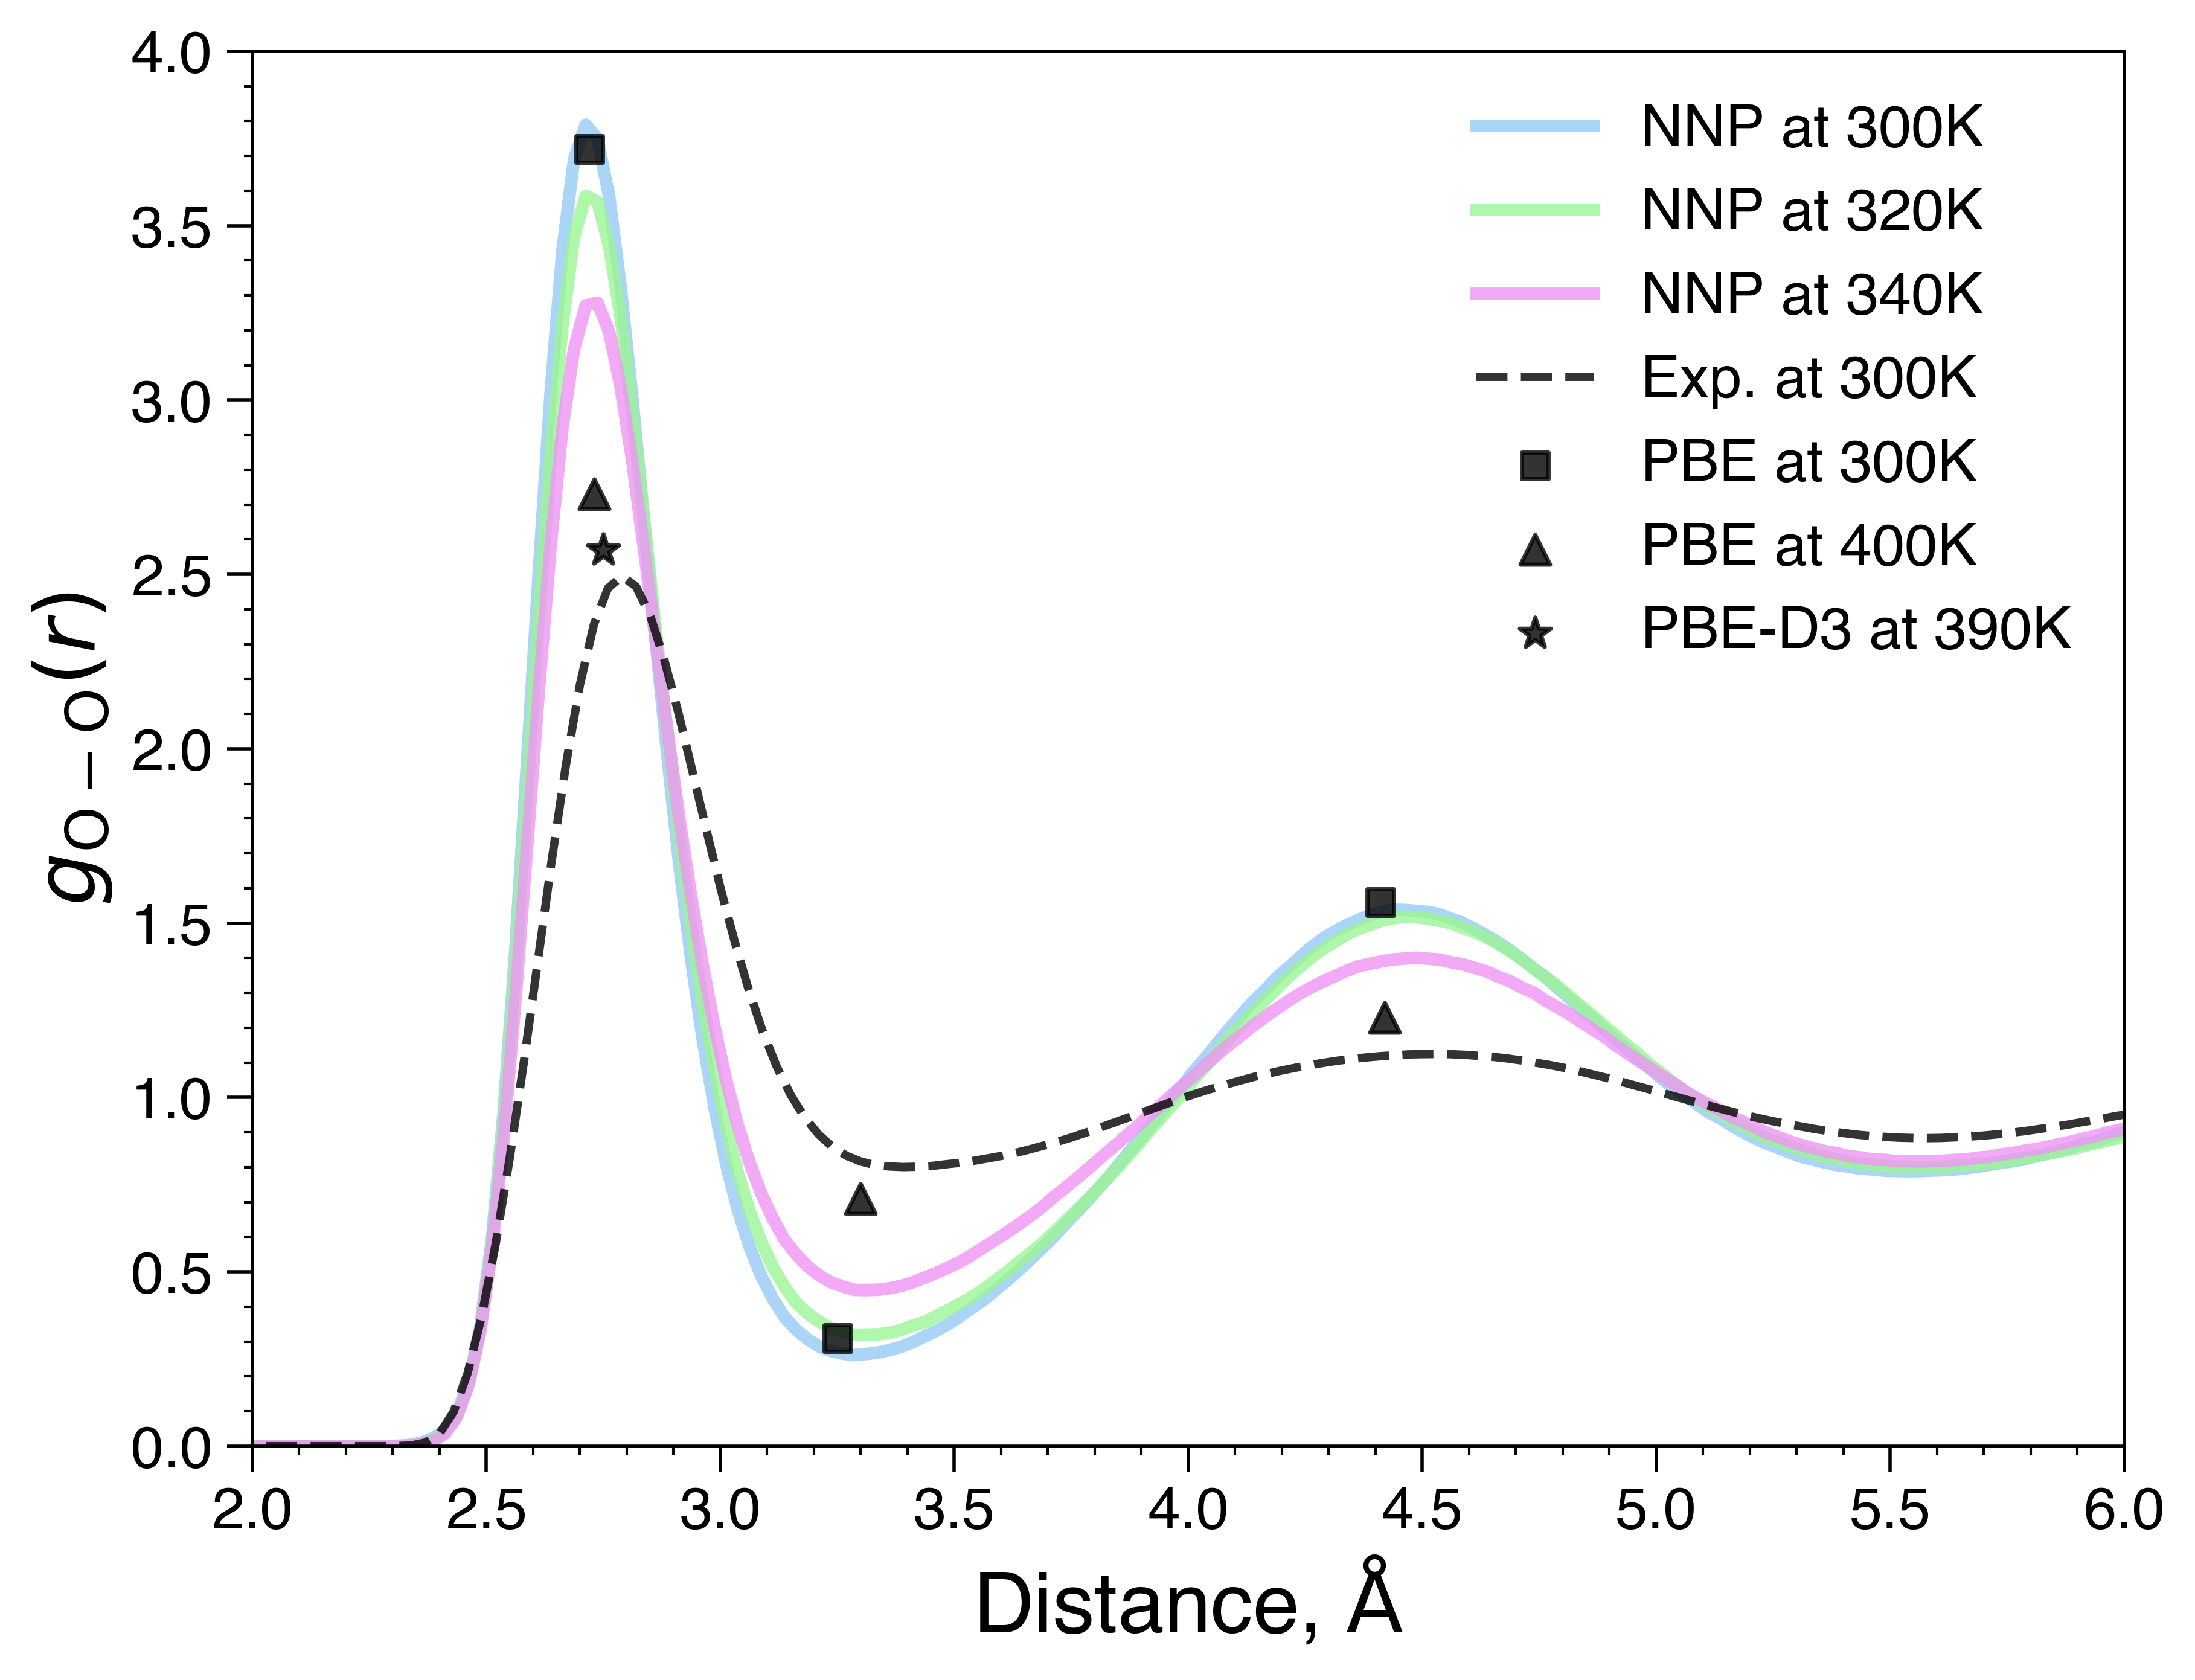 4.0
3.5
3.0
2.5
2.0
1.5
1.0
0.5
0.0
g_{O-O}(r)
NNP at 300K
NNP at 320K
NNP at 340K
Exp. at 300K
PBE at 300K
PBE at 400K
PBE-D3 at 390K
2.0 2.5 3.0 3.5 4.0 4.5 5.0 5.5 6.0
Distance, Å